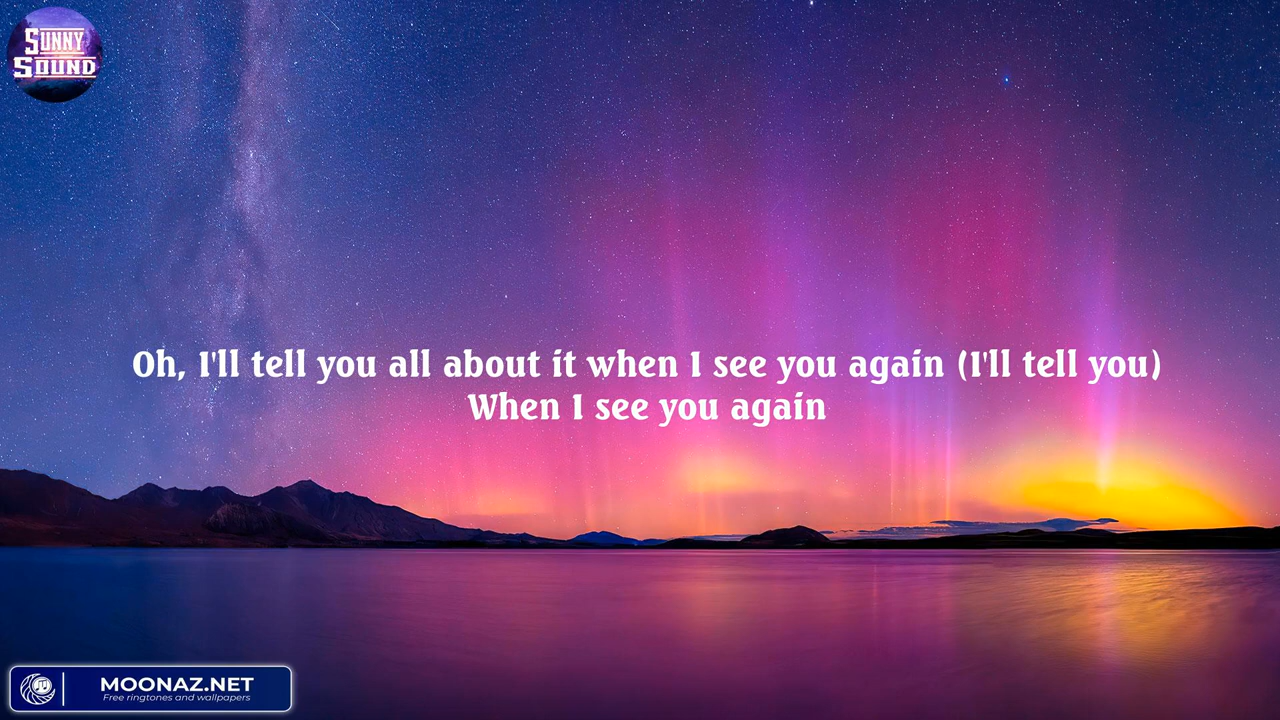 SUNNY
SOUND
Oh, I'll tell you all about it when I see you again (I'll tell you)
When I see you again
MOONAZ.NET
Free ringtones and wallpapers